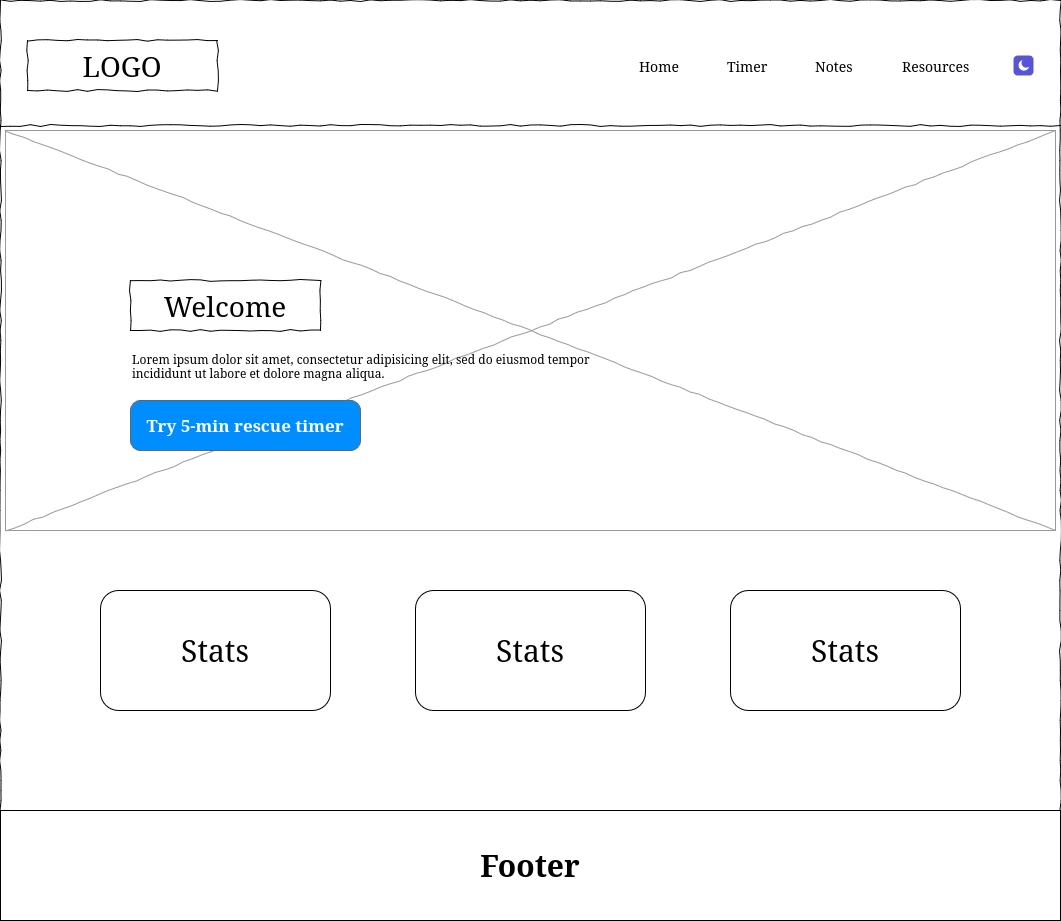 LOGO
Home Timer Notes Resources
Welcome
Lorem ipsum dolor sit amet, consectetur adipisicing elit, sed do eiusmod tempor
incididunt ut labore et dolore magna aliqua.
Try 5-min rescue timer
Stats Stats Stats
Footer